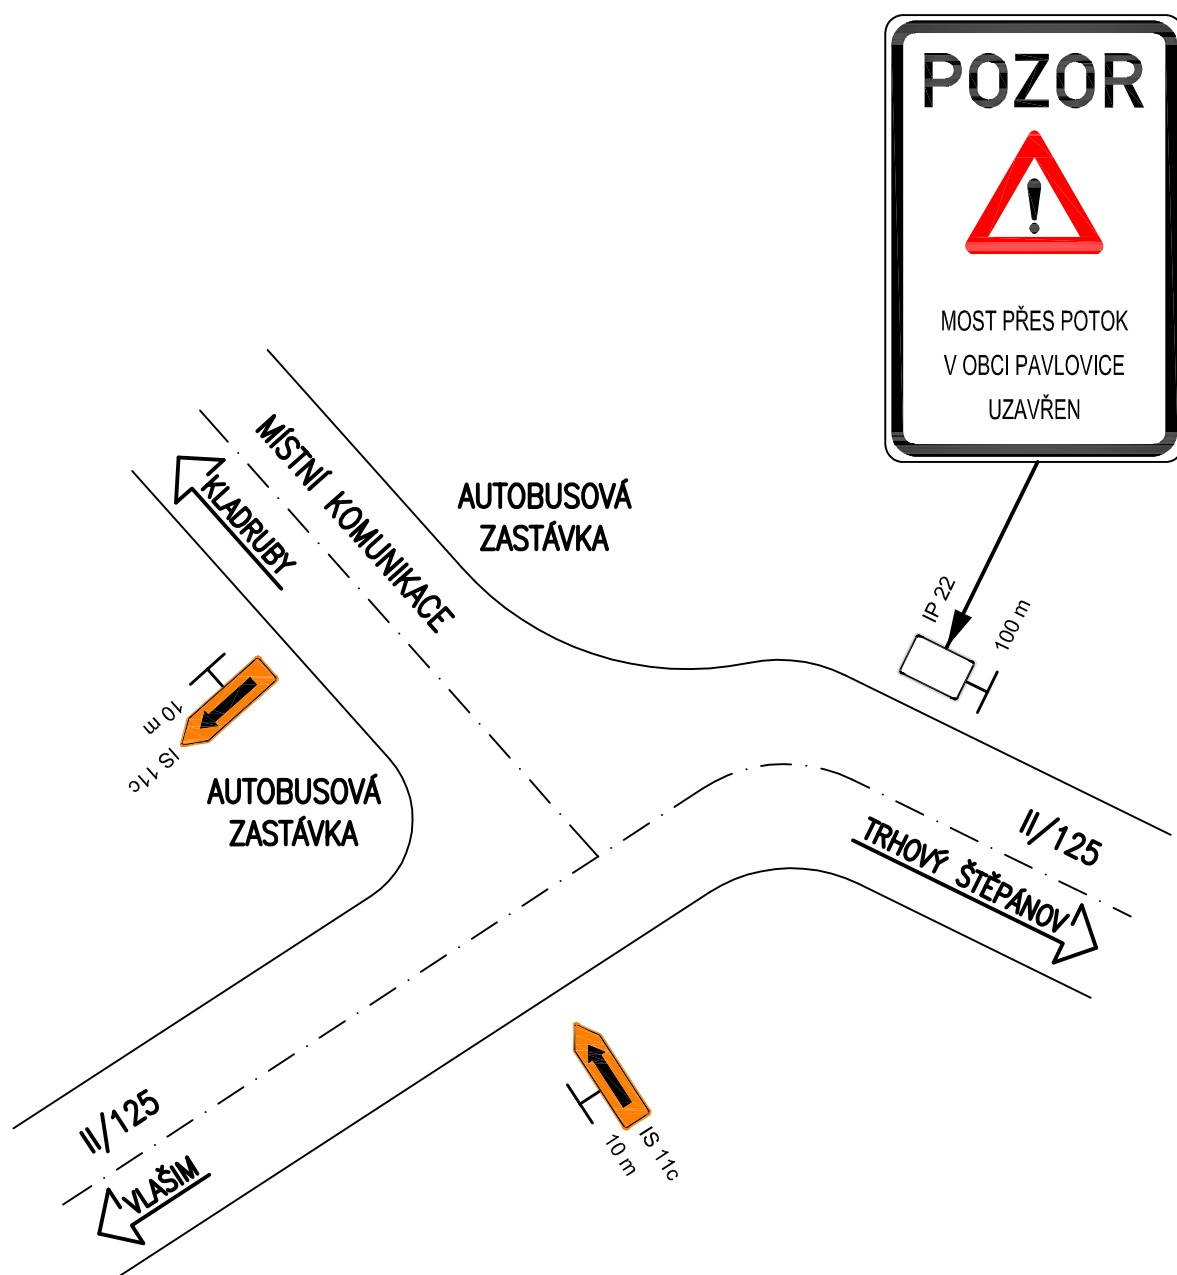 POZOR
!
MOST PŘES POTOK
V OBCI PAVLOVICE
UZAVŘEN
MÍSTNÍ KOMUNIKACE
KLADRUBY
AUTOBUSOVÁ
ZASTÁVKA
IP 22
100 m
10 m
IS 11c
AUTOBUSOVÁ
ZASTÁVKA
II/125
TRHOVÝ ŠTĚPÁNOV
II/125
VLAŠIM
IS 11c
10 m